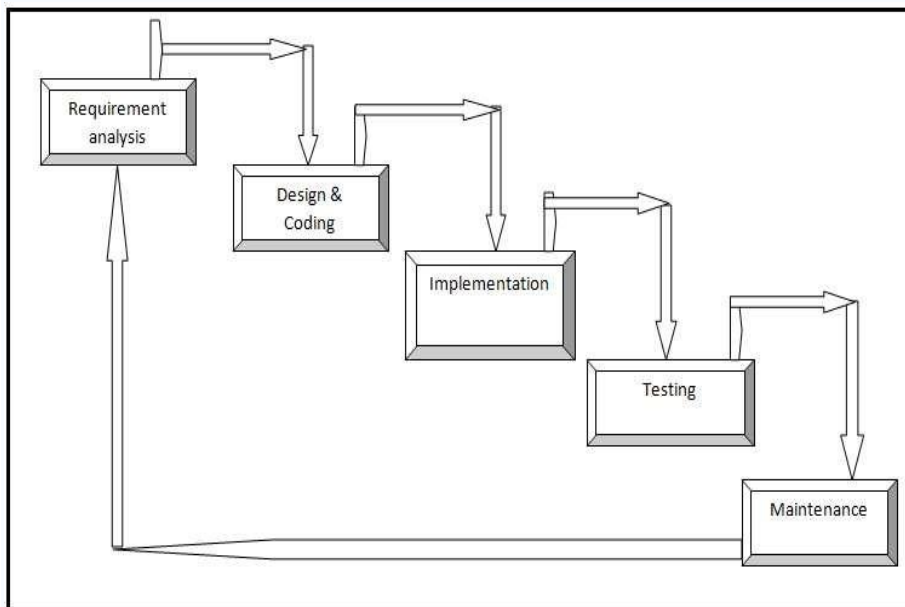 Requirement
analysis
Design &
Coding
Implementation
Testing
Maintenance